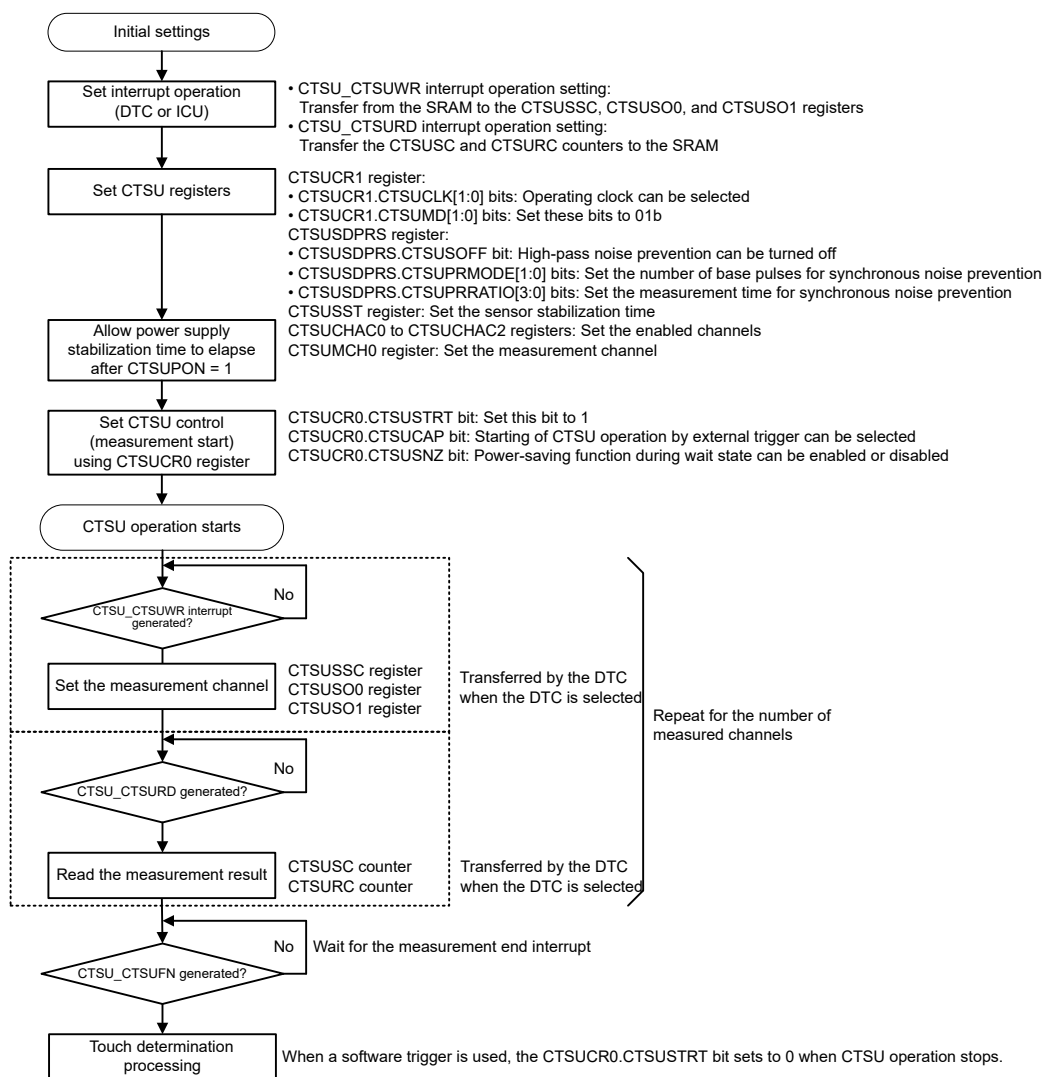 Initial settings
Set interrupt operation
(DTC or ICU)
• CTSU_CTSUWR interrupt operation setting:
Transfer from the SRAM to the CTSUSSC, CTSUSO0, and CTSUSO1 registers
• CTSU_CTSURD interrupt operation setting:
Transfer the CTSUSC and CTSURC counters to the SRAM
Set CTSU registers
CTSUCR1 register:
• CTSUCR1.CTSUCLK[1:0] bits: Operating clock can be selected
• CTSUCR1.CTSUMD[1:0] bits: Set these bits to 01b
CTSUSDPRS register:
• CTSUSDPRS.CTSUSOFF bit: High-pass noise prevention can be turned off
• CTSUSDPRS.CTSUPRMODE[1:0] bits: Set the number of base pulses for synchronous noise prevention
• CTSUSDPRS.CTSUPRRATIO[3:0] bits: Set the measurement time for synchronous noise prevention
CTSUSST register: Set the sensor stabilization time
CTSUCHAC0 to CTSUCHAC2 registers: Set the enabled channels
CTSUMCH0 register: Set the measurement channel
Allow power supply
stabilization time to elapse
after CTSUPON = 1
Set CTSU control
(measurement start)
using CTSUCR0 register
CTSUCR0.CTSUSTRT bit: Set this bit to 1
CTSUCR0.CTSUCAP bit: Starting of CTSU operation by external trigger can be selected
CTSUCR0.CTSUSNZ bit: Power-saving function during wait state can be enabled or disabled
CTSU operation starts
CTSU_CTSUWR interrupt
generated?
No
Set the measurement channel
CTSUSSC register
CTSUSO0 register
CTSUSO1 register
Transferred by the DTC
when the DTC is selected
Repeat for the number of
measured channels
CTSU_CTSURD generated?
No
Read the measurement result
CTSUSC counter
CTSURC counter
Transferred by the DTC
when the DTC is selected
CTSU_CTSUFN generated?
No
Wait for the measurement end interrupt
Touch determination
processing
When a software trigger is used, the CTSUCR0.CTSUSTRT bit sets to 0 when CTSU operation stops.